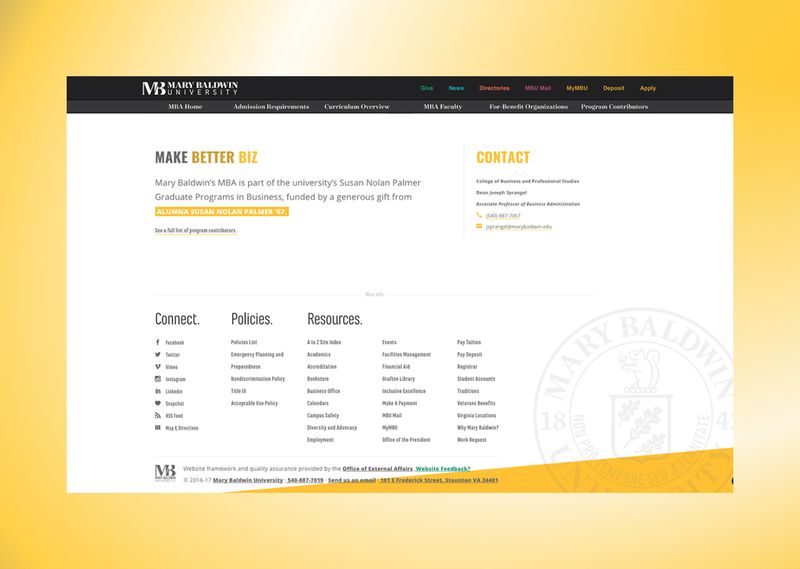 MB MARY BALDWIN
UNIVERSITY
Give News Directories MBU Mail MyMBU Deposit Apply
MBA Home Admission Requirements Curriculum Overview MBA Faculty For-Benefit Organizations Program Contributors
MAKE BETTER BIZ
Mary Baldwin's MBA is part of the university's Susan Nolan Palmer
Graduate Programs in Business, funded by a generous gift from
ALUMNA SUSAN NOLAN PALMER '67.
See a full list of program contributors.
CONTACT
College of Business and Professional Studies
Dean Joseph Sprangel
Associate Professor of Business Administration
(540) 887-7067
jsprangel@marybaldwin.edu
More Info
Connect.
Facebook
Twitter
Vimeo
Instagram
Linkedin
Snapchat
RSS Feed
Map & Directions
Policies.
Policies List
Emergency Planning and
Preparedness
Nondiscrimination Policy
Title IX
Acceptable Use Policy
Resources.
A to Z Site Index
Academics
Accreditation
Bookstore
Business Office
Calendars
Campus Safety
Diversity and Advocacy
Employment
Events
Facilities Management
Financial Aid
Grafton Library
Inclusive Excellence
Make A Payment
MBU Mail
MyMBU
Office of the President
Pay Tuition
Pay Deposit
Registrar
Student Accounts
Traditions
Veterans Benefits
Virginia Locations
Why Mary Baldwin?
Work Request
MARY BALDWIN
18 42
NON PRO TEMPORE SED ÆTERNITATE
UNIVERSITY
MB
MARY BALDWIN
UNIVERSITY
Website framework and quality assurance provided by the Office of External Affairs Website Feedback?
© 2016-17 Mary Baldwin University · 540-887-7019 · Send us an email · 101 E Frederick Street, Staunton VA 24401